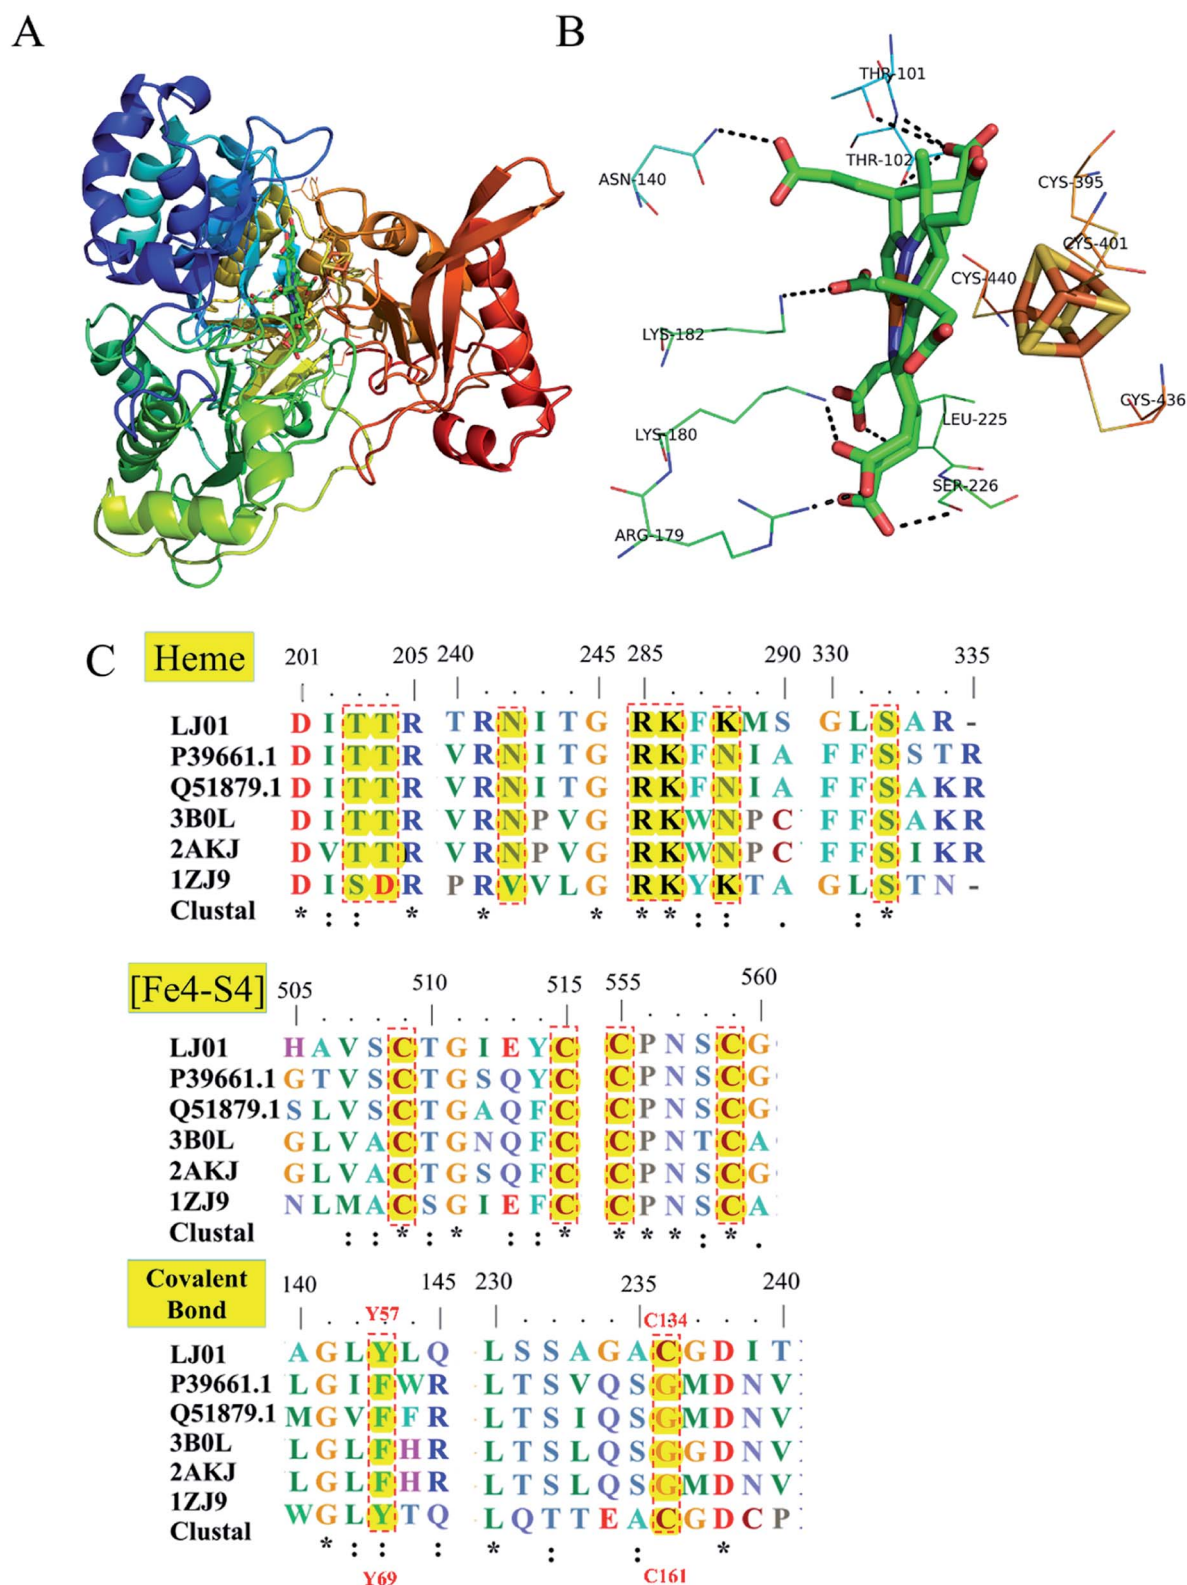 A
B
THR-101
THR-102
ASN-140
CYS-395
CYS-401
CYS-440
LYS-182
CYS-436
LEU-225
LYS-180
SER-226
ARG-179
C
Heme
201 205 240 245 285 290 330 335
LJ01 D I T T R T R N I T G R K F K M S G L S A R -
P39661.1 D I T T R V R N I T G R K F N I A F F S S T R
Q51879.1 D I T T R V R N I T G R K F N I A F F S A K R
3B0L D I T T R V R N P V G R K W N P C F F S A K R
2AKJ D V T T R V R N P V G R K W N P C F F S I K R
1ZJ9 D I S D R P R V V L G R K Y K T A G L S T N -
Clustal * : : * * * * * : : . : *
[Fe4-S4]
505 510 515 555 560
LJ01 H A V S C T G I E Y C C P N S C G
P39661.1 G T V S C T G S Q Y C C P N S C G
Q51879.1 S L V S C T G A Q F C C P N S C G
3B0L G L V A C T G N Q F C C P N T C A
2AKJ G L V A C T G S Q F C C P N S C G
1ZJ9 N L M A C S G I E F C C P N S C A
Clustal : : * : * : : * * * * : * .
Covalent
Bond
140 145 230 235 240
Y57 C134
LJ01 A G L Y L Q L S S A G A C G D I T
P39661.1 L G I F W R L T S V Q S G M D N V
Q51879.1 M G V F F R L T S I Q S G M D N V
3B0L L G L F H R L T S L Q S G G D N V
2AKJ L G L F H R L T S L Q S G M D N V
1ZJ9 W G L Y T Q L Q T T E A C G D C P
Clustal * : : : * : : *
Y69 C161